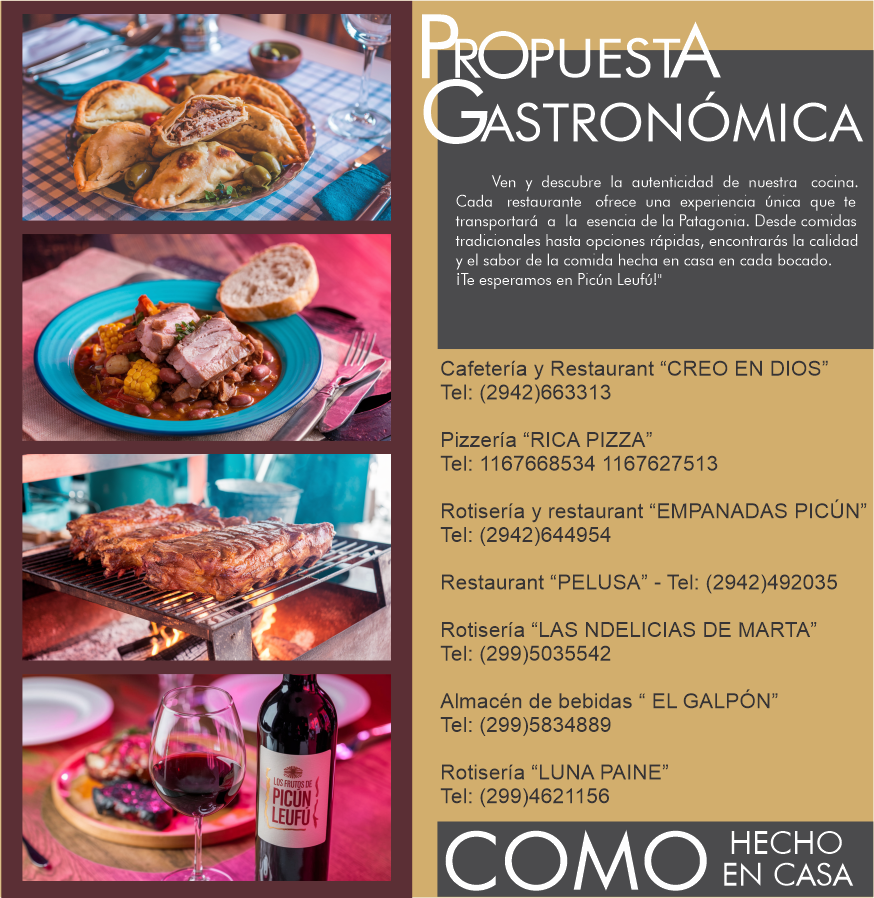 PROPUESTA
GASTRONÓMICA
Ven y descubre la autenticidad de nuestra cocina.
Cada restaurante ofrece una experiencia única que te
transportará a la esencia de la Patagonia. Desde comidas
tradicionales hasta opciones rápidas, encontrarás la calidad
y el sabor de la comida hecha en casa en cada bocado.
¡Te esperamos en Picún Leufú!"
Cafetería y Restaurant “CREO EN DIOS”
Tel: (2942)663313
Pizzería “RICA PIZZA”
Tel: 1167668534 1167627513
Rotisería y restaurant “EMPANADAS PICÚN”
Tel: (2942)644954
Restaurant “PELUSA” - Tel: (2942)492035
Rotisería “LAS NDELICIAS DE MARTA”
Tel: (299)5035542
Almacén de bebidas “ EL GALPÓN”
Tel: (299)5834889
Rotisería “LUNA PAINE”
Tel: (299)4621156
LOS FRUTOS DE
PICÚN
LEUFÚ
COMO HECHO
EN CASA